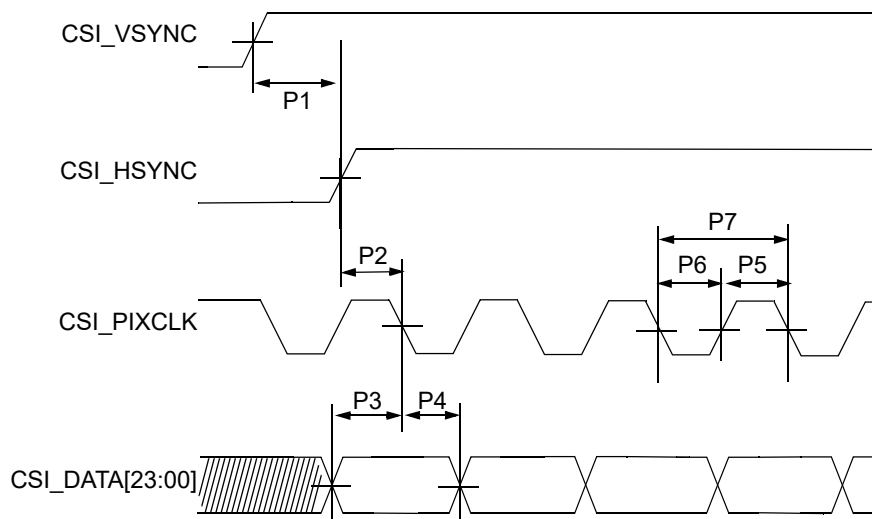 CSI_VSYNC
P1
CSI_HSYNC
P7
P2
P6
P5
CSI_PIXCLK
P3
P4
CSI_DATA[23:00]